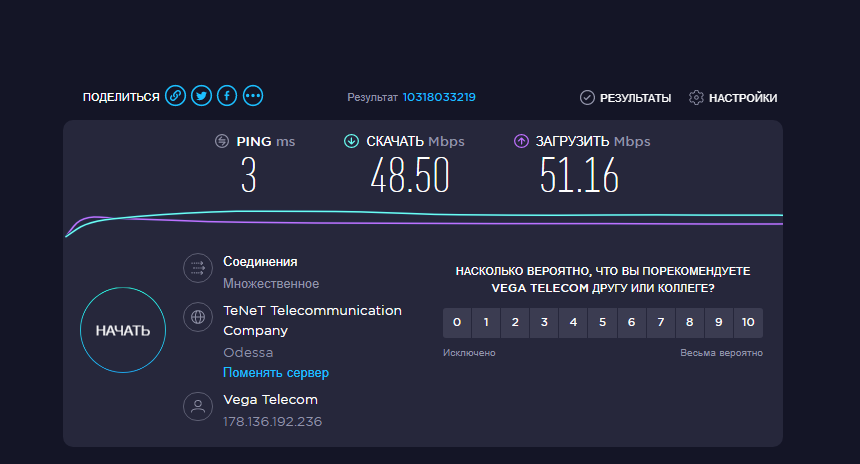 ПОДЕЛИТЬСЯ
Результат 10318033219
РЕЗУЛЬТАТЫ
НАСТРОЙКИ
PING ms
3
СКАЧАТЬ Mbps
48.50
ЗАГРУЗИТЬ Mbps
51.16
НАЧАТЬ
Соединения
Множественное
TeNeT Telecommunication
Company
Odessa
Поменять сервер
Vega Telecom
178.136.192.236
НАСКОЛЬКО ВЕРОЯТНО, ЧТО ВЫ ПОРЕКОМЕНДУЕТЕ
VEGA TELECOM ДРУГУ ИЛИ КОЛЛЕГЕ?
0 1 2 3 4 5 6 7 8 9 10
Исключено
Весьма вероятно